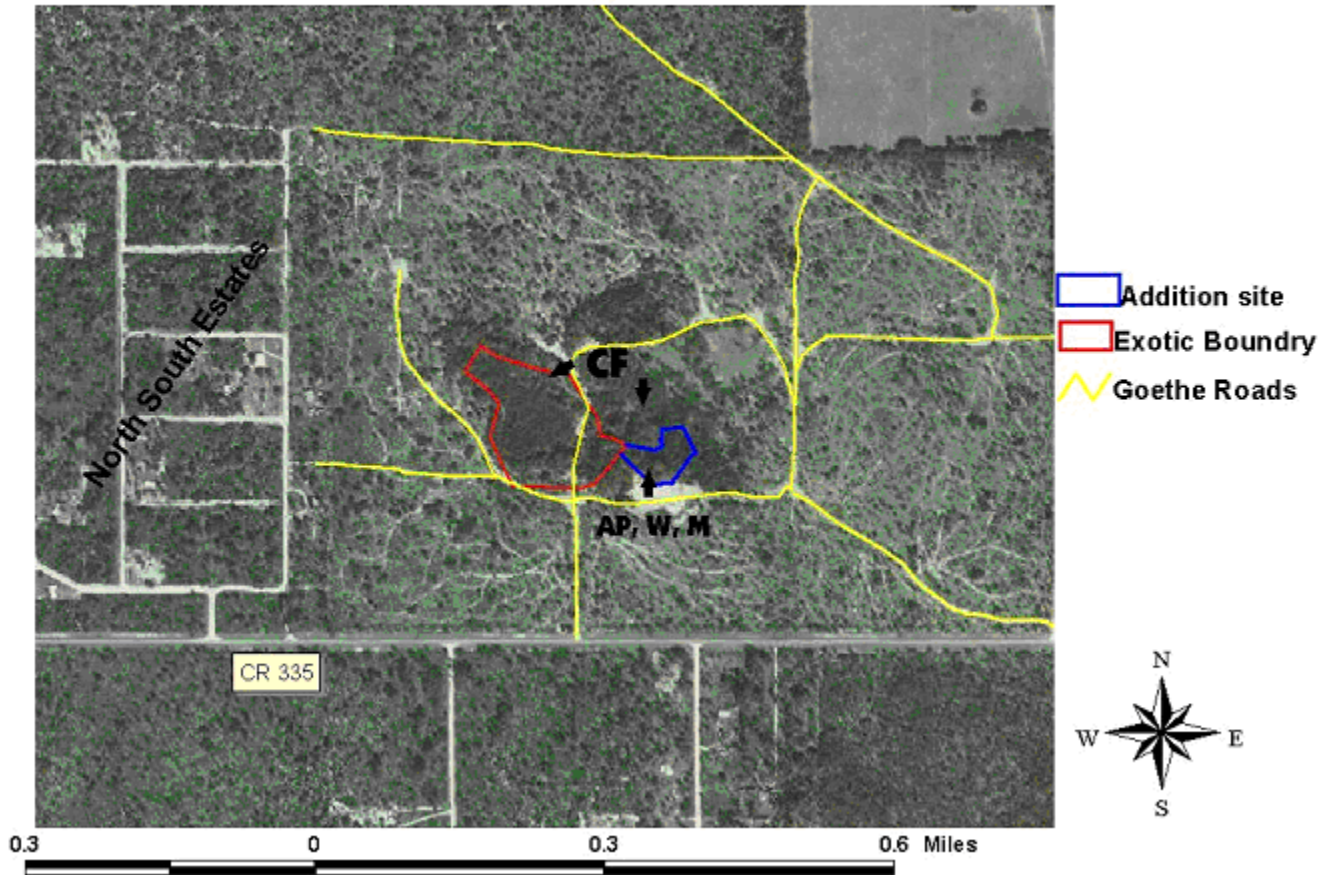 North South Estates
CF
AP, W, M
CR 335
Addition site
Exotic Boundry
Goethe Roads
N
W E
S
0.3 0 0.3 0.6 Miles